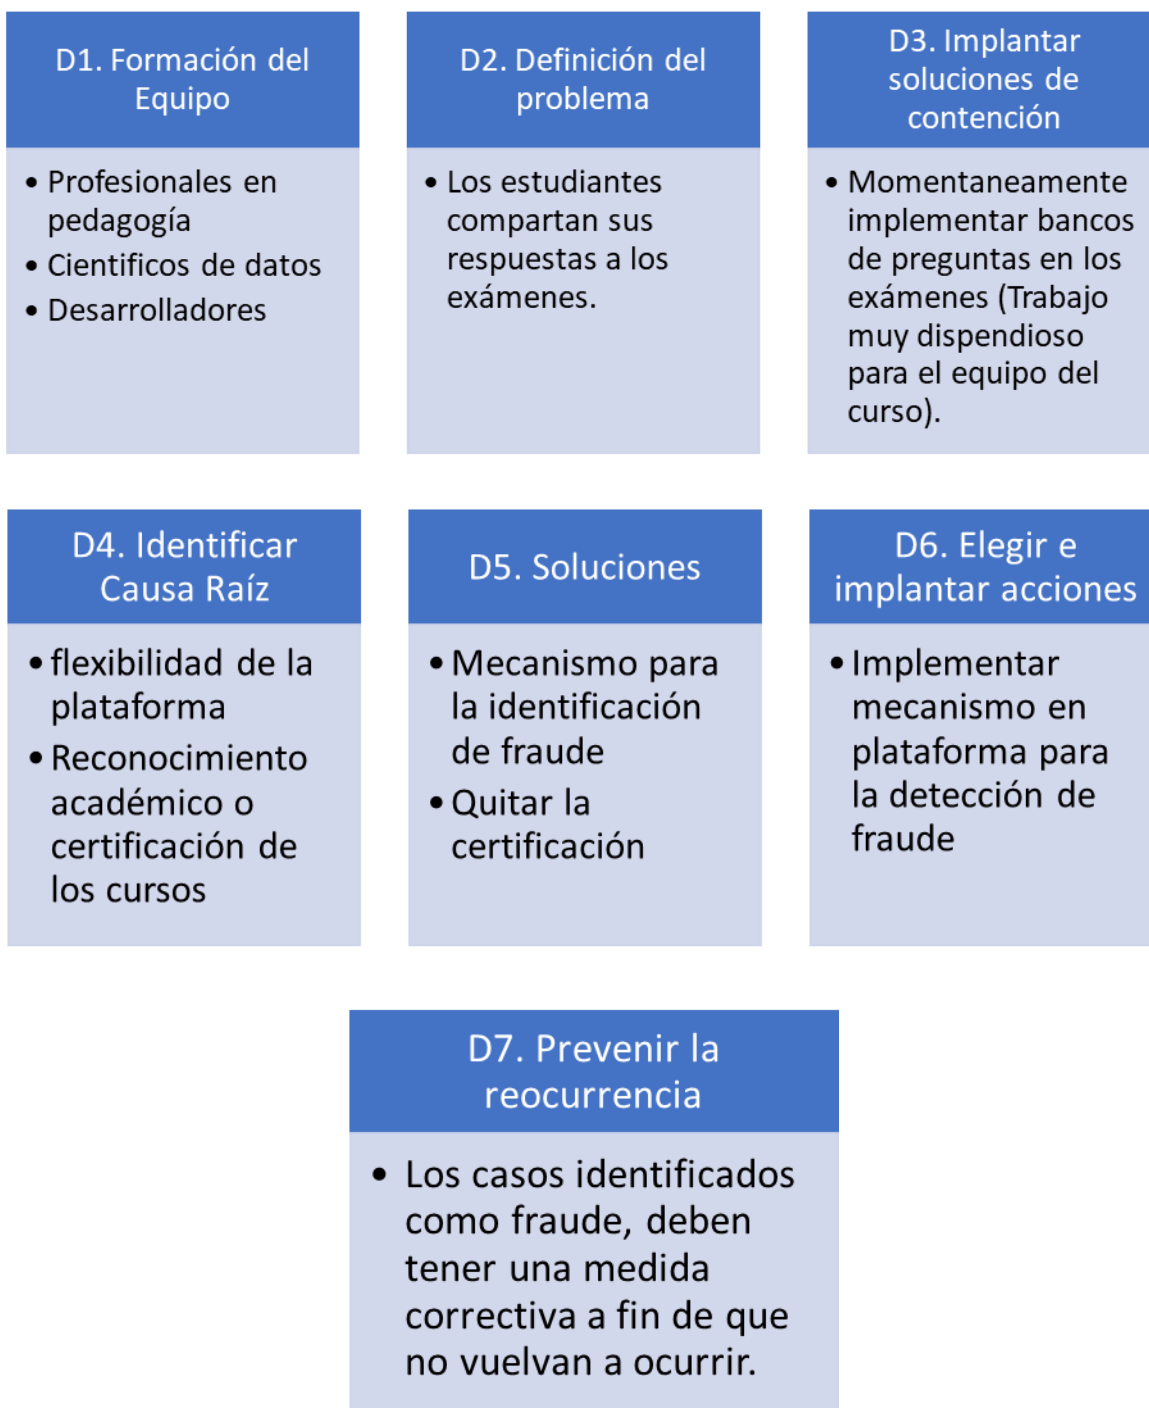 D1. Formación del
Equipo
• Profesionales en
pedagogía
• Cientificos de datos
• Desarrolladores
D2. Definición del
problema
• Los estudiantes
compartan sus
respuestas a los
exámenes.
D3. Implantar
soluciones de
contención
• Momentaneamente
implementar bancos
de preguntas en los
exámenes (Trabajo
muy dispendioso
para el equipo del
curso).
D4. Identificar
Causa Raíz
• flexibilidad de la
plataforma
• Reconocimiento
académico o
certificación de
los cursos
D5. Soluciones
• Mecanismo para
la identificación
de fraude
• Quitar la
certificación
D6. Elegir e
implantar acciones
• Implementar
mecanismo en
plataforma para
la detección de
fraude
D7. Prevenir la
reocurrencia
• Los casos identificados
como fraude, deben
tener una medida
correctiva a fin de que
no vuelvan a ocurrir.